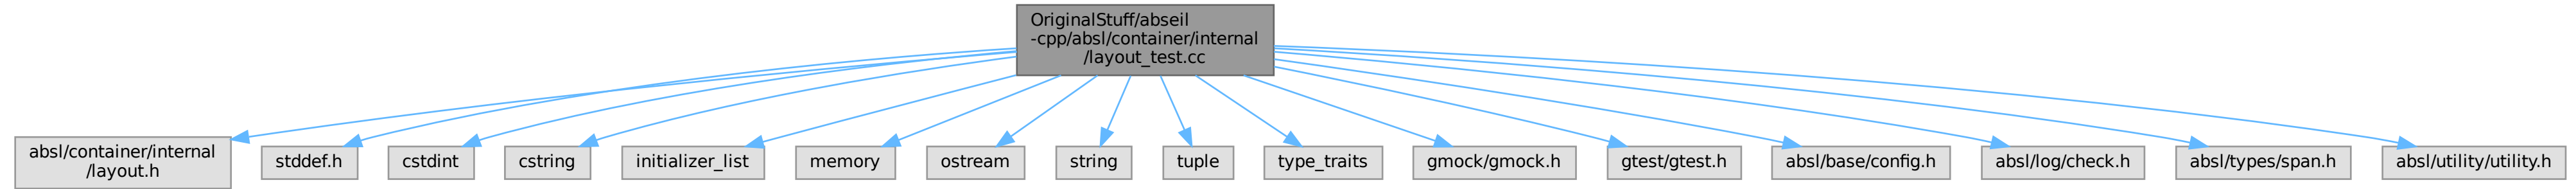 OriginalStuff/abseil
-cpp/absl/container/internal
/layout_test.cc
absl/container/internal
/layout.h
stddef.h
cstdint
cstring
initializer_list
memory
ostream
string
tuple
type_traits
gmock/gmock.h
gtest/gtest.h
absl/base/config.h
absl/log/check.h
absl/types/span.h
absl/utility/utility.h